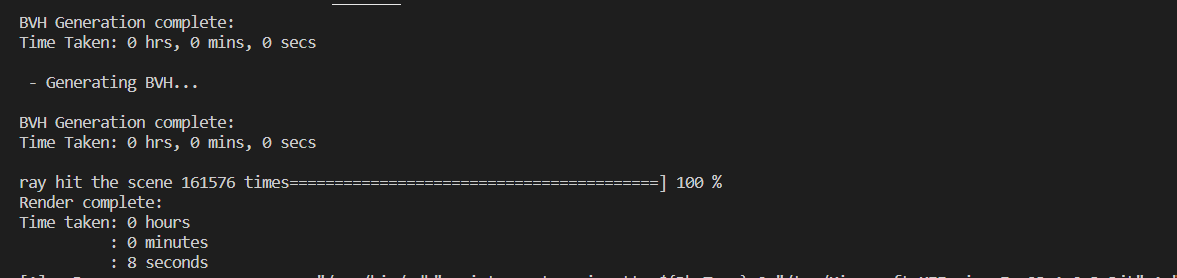 BVH Generation complete:
Time Taken: 0 hrs, 0 mins, 0 secs
- Generating BVH...
BVH Generation complete:
Time Taken: 0 hrs, 0 mins, 0 secs
ray hit the scene 161576 times=========================================] 100 %
Render complete:
Time taken: 0 hours
: 0 minutes
: 8 seconds